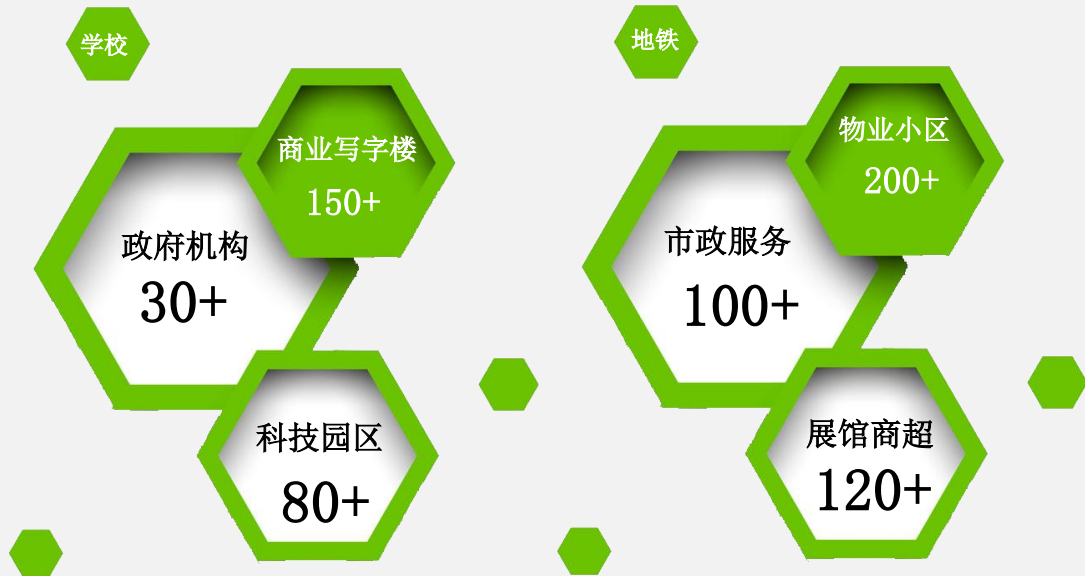 学校
商业写字楼
150+
政府机构
30+
科技园区
80+
地铁
物业小区
200+
市政服务
100+
展馆商超
120+